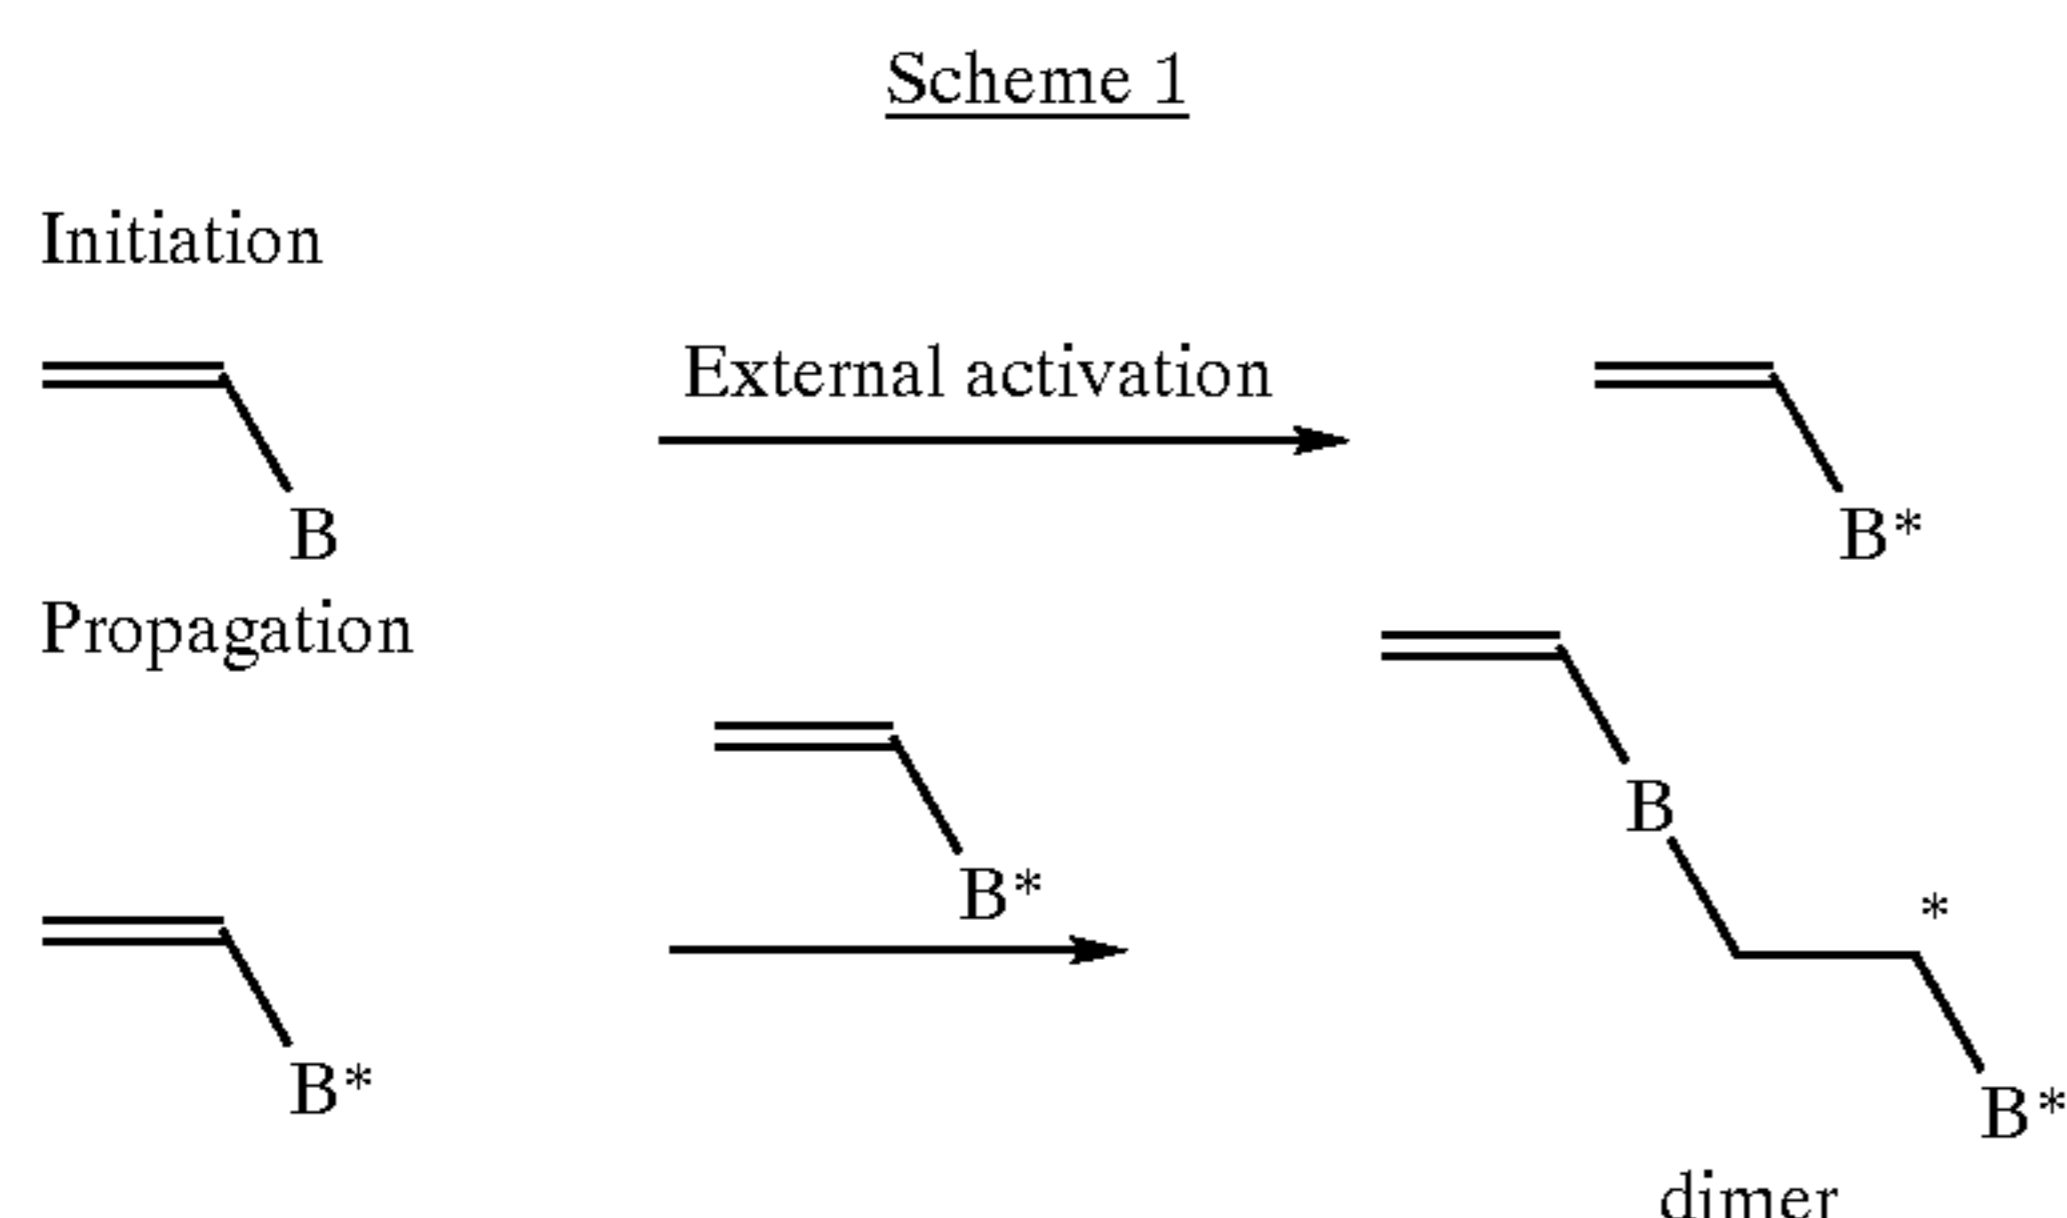 Scheme 1
Initiation
External activation
B
B*
Propagation
B*
B
*
B*
B*
dimer